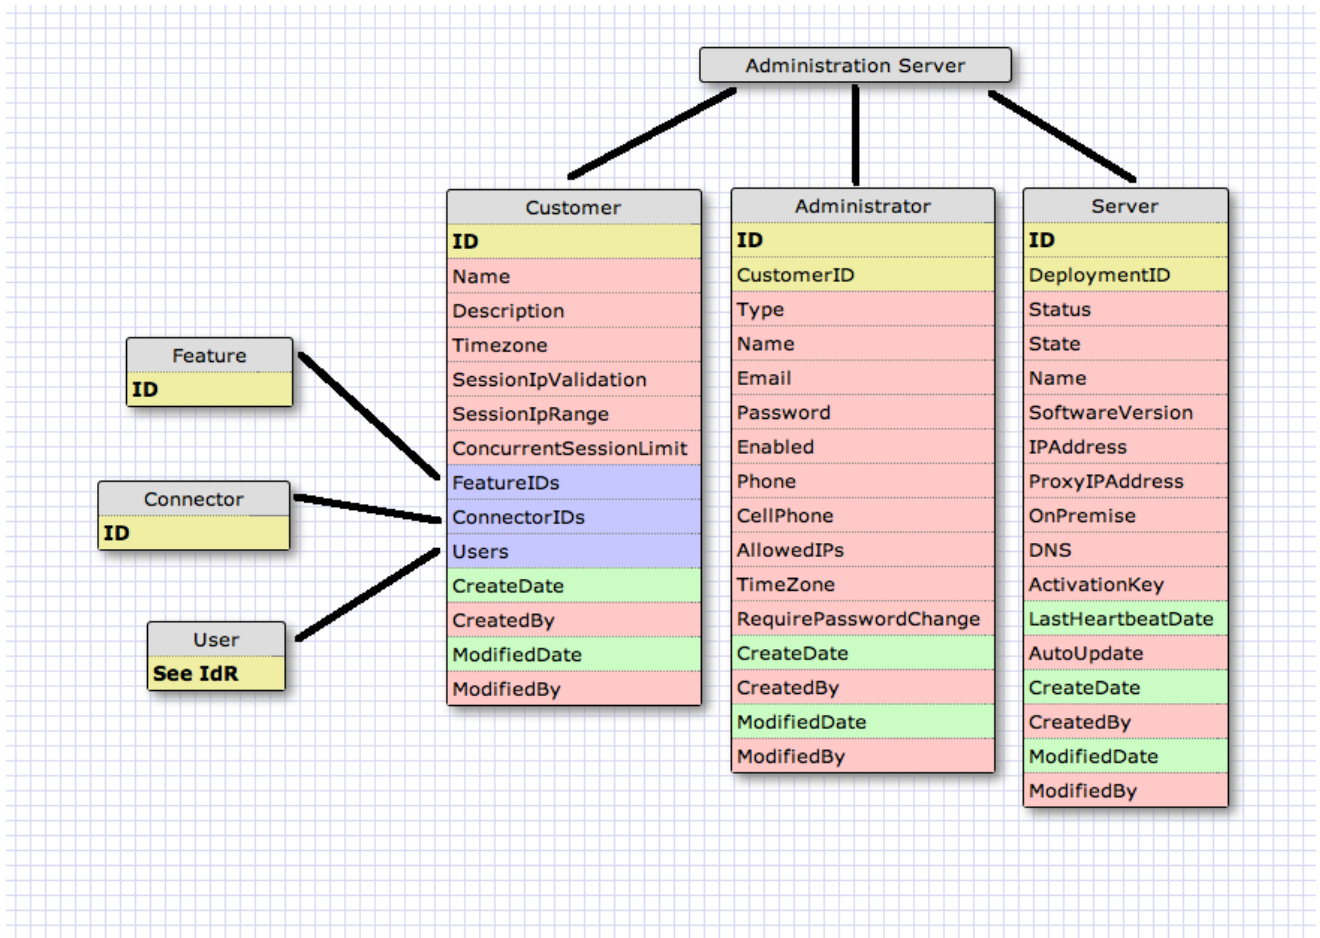 Administration Server
Customer
ID
Name
Description
Timezone
SessionIpValidation
SessionIpRange
ConcurrentSessionLimit
FeatureIDs
ConnectorIDs
Users
CreateDate
CreatedBy
ModifiedDate
ModifiedBy
Administrator
ID
CustomerID
Type
Name
Email
Password
Enabled
Phone
CellPhone
AllowedIPs
TimeZone
RequirePasswordChange
CreateDate
CreatedBy
ModifiedDate
ModifiedBy
Server
ID
DeploymentID
Status
State
Name
SoftwareVersion
IPAddress
ProxyIPAddress
OnPremise
DNS
ActivationKey
LastHeartbeatDate
AutoUpdate
CreateDate
CreatedBy
ModifiedDate
ModifiedBy
Feature
ID
Connector
ID
User
See IdR